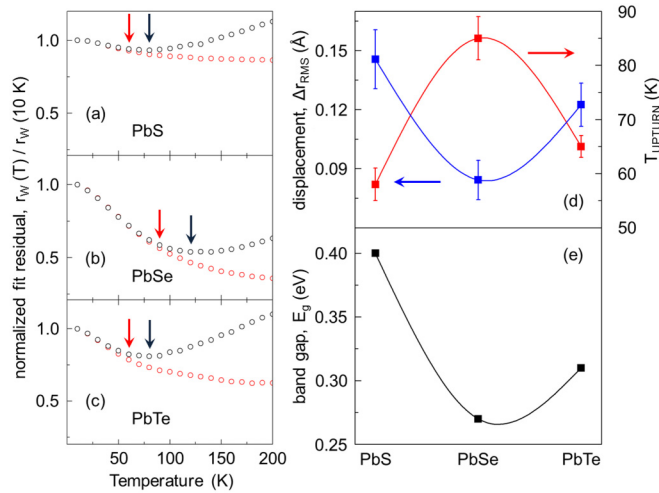 normalized fit residual, r_W (T) / r_W (10 K)
1.0
0.5
(a)
PbS
1.0
0.5
(b)
PbSe
1.0
0.5
(c)
PbTe
50 100 150 200
Temperature (K)
displacement, Δr_RMS (Å)
0.15
0.12
0.09
90
80
70
60
50
T_UPTURN (K)
(d)
band gap, E_g (eV)
0.40
0.35
0.30
0.25
(e)
PbS PbSe PbTe